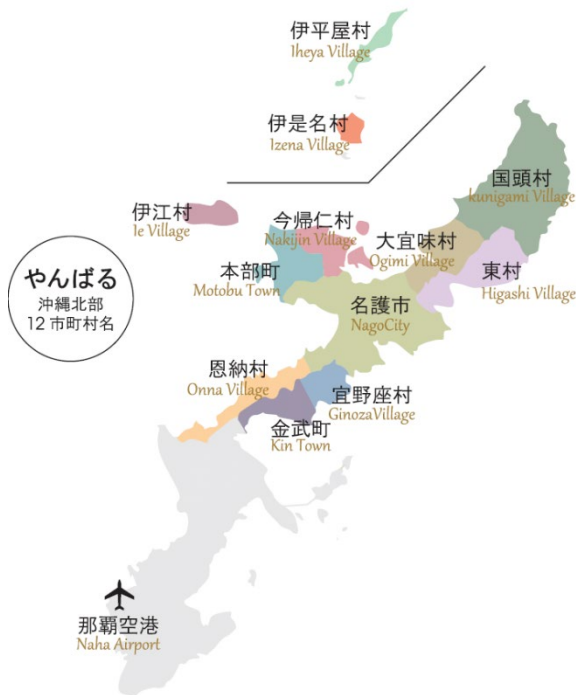 伊平屋村
Iheya Village
伊是名村
Izena Village
国頭村
kunigami Village
伊江村
Ie Village
今帰仁村
Nakijin Village
大宜味村
Ogimi Village
本部町
Motobu Town
東村
Higashi Village
やんばる
沖縄北部
12市町村名
名護市
NagoCity
恩納村
Onna Village
宜野座村
GinozaVillage
金武町
Kin Town
那覇空港
Naha Airport